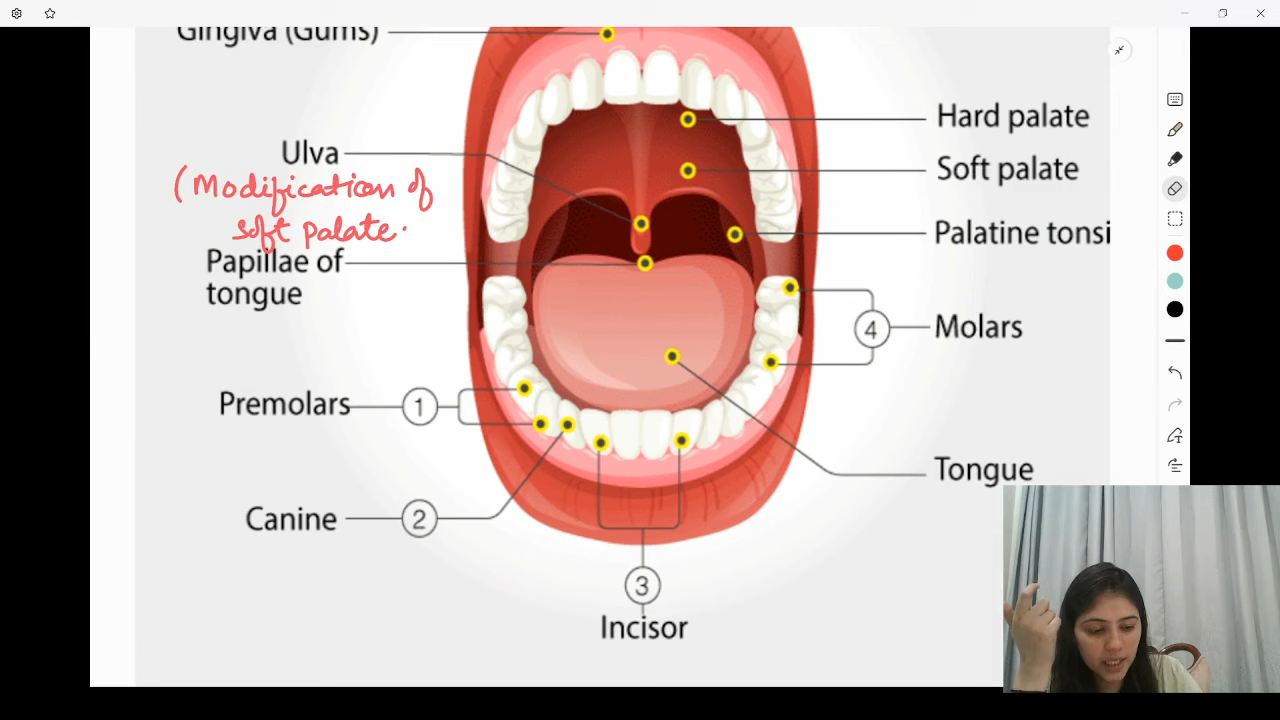 Gingiva (Gums)
Ulva
(Modification of
soft palate.
Papillae of
tongue
Premolars
1
Canine
2
3
Incisor
Hard palate
Soft palate
Palatine tonsi
4
Molars
Tongue